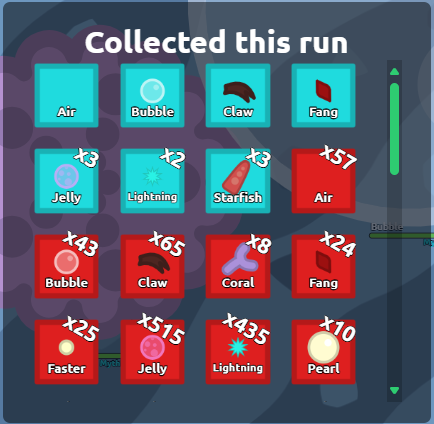 Collected this run
Air
Bubble
Claw
Fang
x3
Jelly
x2
Lightning
x3
Starfish
x57
Air
x43
Bubble
x65
Claw
x8
Coral
x24
Fang
x25
Faster
x515
Jelly
x435
Lightning
x10
Pearl
Bubble